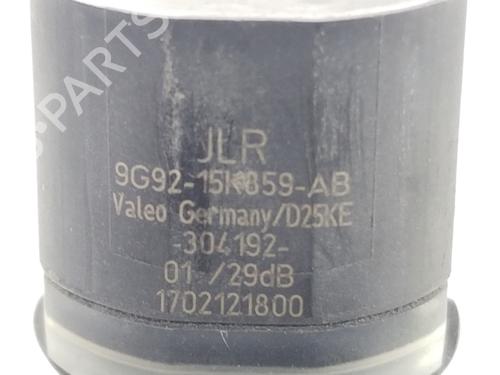 JLR
9G92-15K859-AB
Valeo Germany/D25KE
-304192-
01 /29dB
1702121800